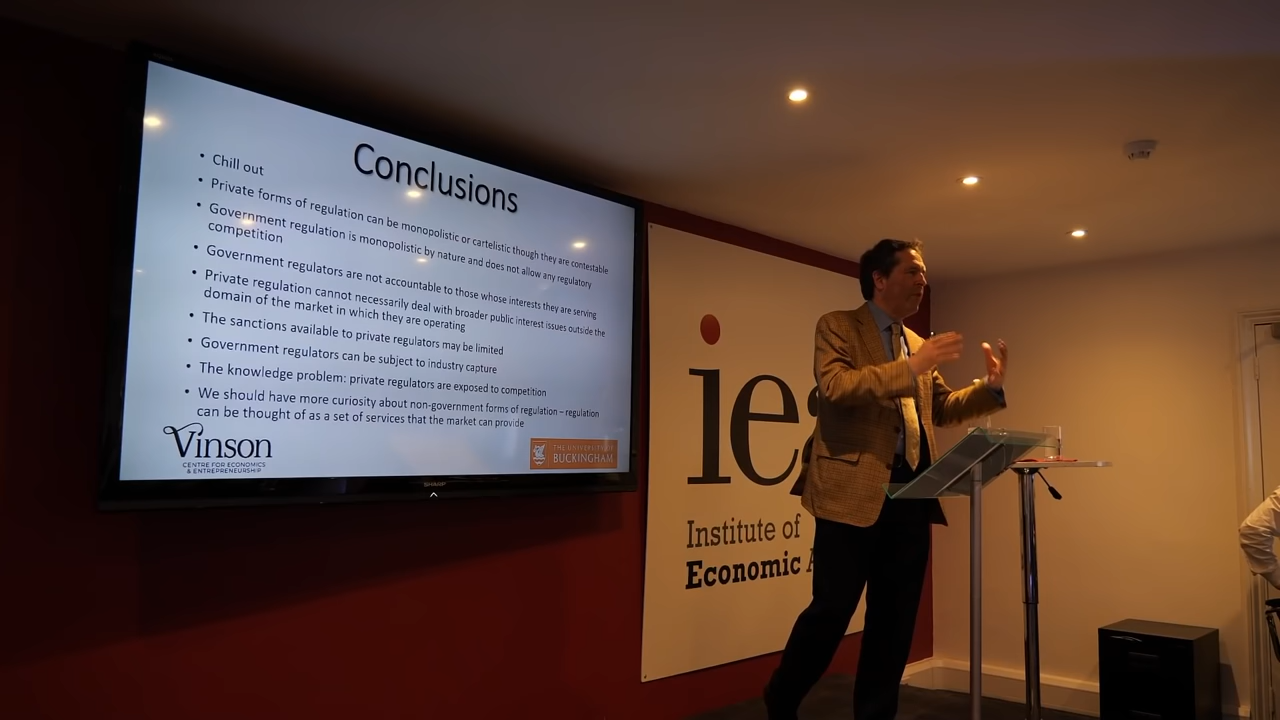 Conclusions
• Chill out
• Private forms of regulation can be monopolistic or cartelistic though they are contestable
• Government regulation is monopolistic by nature and does not allow any regulatory
competition
• Government regulators are not accountable to those whose interests they are serving
• Private regulation cannot necessarily deal with broader public interest issues outside the
domain of the market in which they are operating
• The sanctions available to private regulators may be limited
• Government regulators can be subject to industry capture
• The knowledge problem: private regulators are exposed to competition
• We should have more curiosity about non-government forms of regulation – regulation
can be thought of as a set of services that the market can provide
Vinson
CENTRE FOR ECONOMICS
& ENTREPRENEURSHIP
THE UNIVERSITY OF
BUCKINGHAM
SHARP
iea
Institute of
Economic A